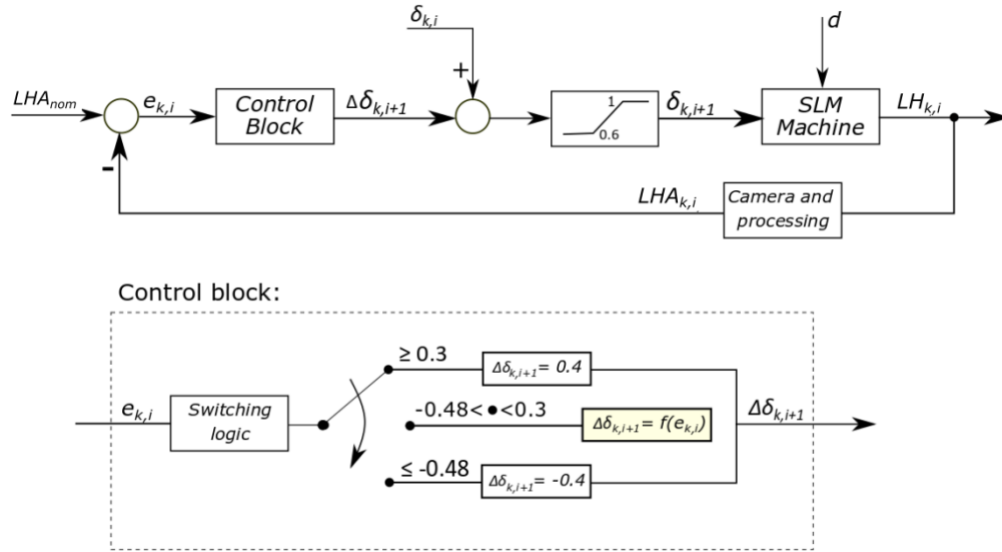 δk,i
d
LHAnom
ek,i
Control
Block
Δδk,i+1
+
1
0.6
δk,i+1
SLM
Machine
LHk,i
-
LHAk,i
Camera and
processing
Control block:
ek,i
Switching
logic
≥ 0.3
Δδk,i+1= 0.4
-0.48< • <0.3
Δδk,i+1= f(ek,i)
≤ -0.48
Δδk,i+1= -0.4
Δδk,i+1